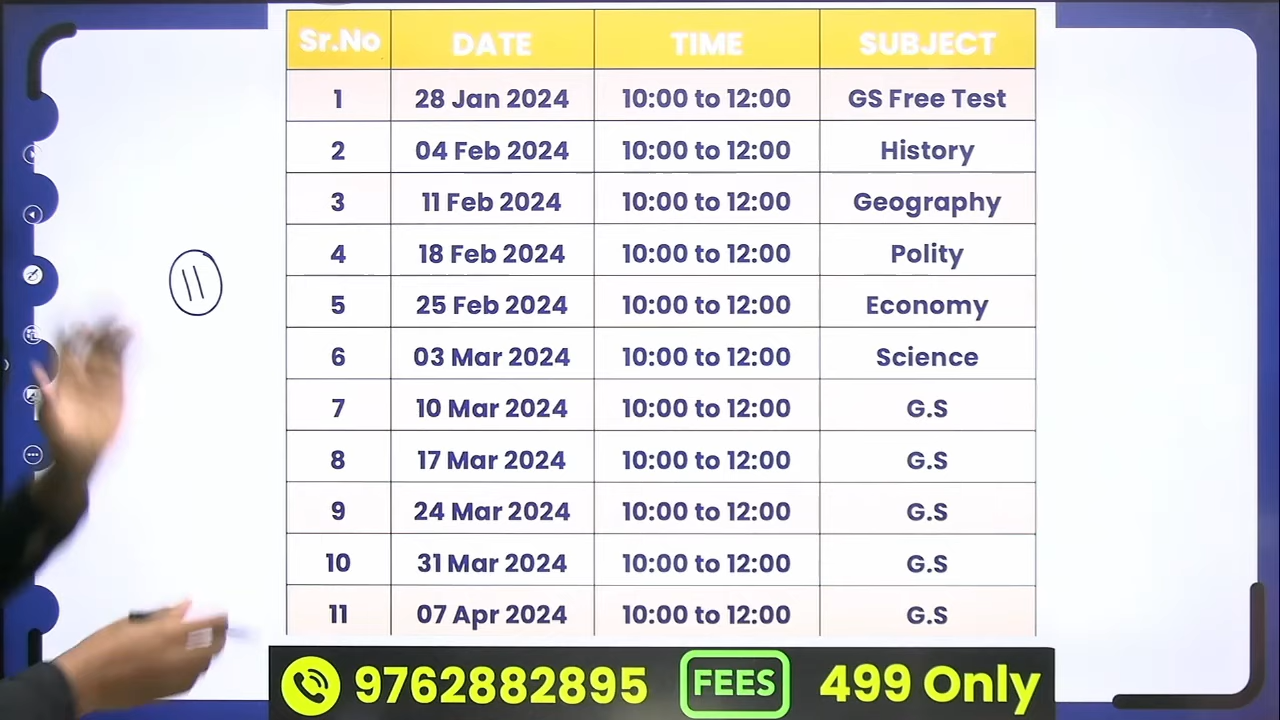 Sr.No DATE TIME SUBJECT
1 28 Jan 2024 10:00 to 12:00 GS Free Test
2 04 Feb 2024 10:00 to 12:00 History
3 11 Feb 2024 10:00 to 12:00 Geography
4 18 Feb 2024 10:00 to 12:00 Polity
11
5 25 Feb 2024 10:00 to 12:00 Economy
6 03 Mar 2024 10:00 to 12:00 Science
7 10 Mar 2024 10:00 to 12:00 G.S
8 17 Mar 2024 10:00 to 12:00 G.S
9 24 Mar 2024 10:00 to 12:00 G.S
10 31 Mar 2024 10:00 to 12:00 G.S
11 07 Apr 2024 10:00 to 12:00 G.S
9762882895 FEES 499 Only